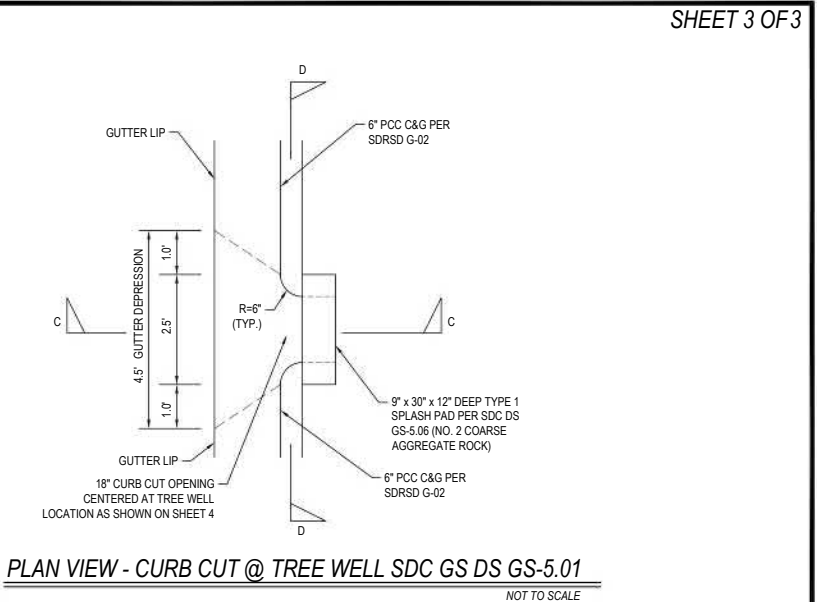 SHEET 3 OF 3
D
GUTTER LIP
6" PCC C&G PER
SDRSD G-02
4.5' GUTTER DEPRESSION
1.0'
2.5'
1.0'
R=6"
(TYP.)
C
C
9" x 30" x 12" DEEP TYPE 1
SPLASH PAD PER SDC DS
GS-5.06 (NO. 2 COARSE
AGGREGATE ROCK)
GUTTER LIP
18" CURB CUT OPENING
CENTERED AT TREE WELL
LOCATION AS SHOWN ON SHEET 4
6" PCC C&G PER
SDRSD G-02
D
PLAN VIEW - CURB CUT @ TREE WELL SDC GS DS GS-5.01
NOT TO SCALE